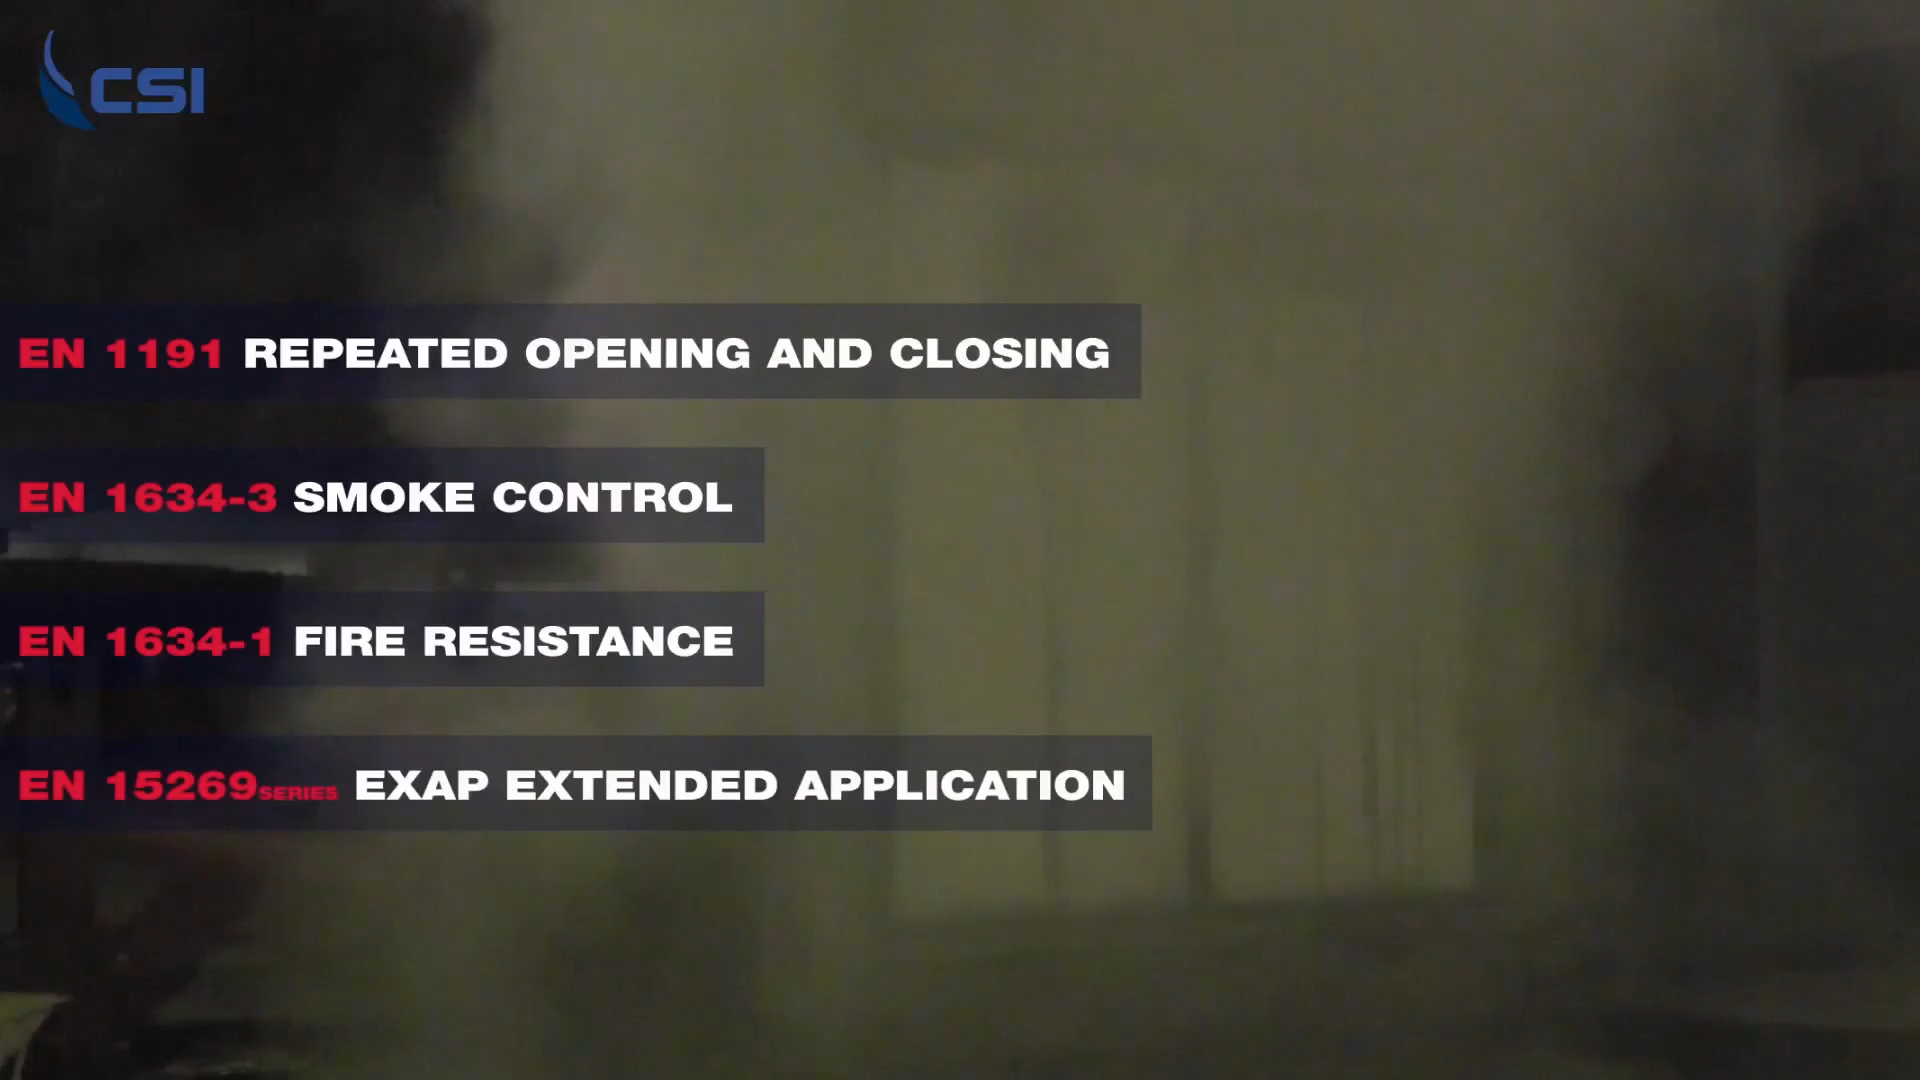 CSI
EN 1191 REPEATED OPENING AND CLOSING
EN 1634-3 SMOKE CONTROL
EN 1634-1 FIRE RESISTANCE
EN 15269SERIES EXAP EXTENDED APPLICATION